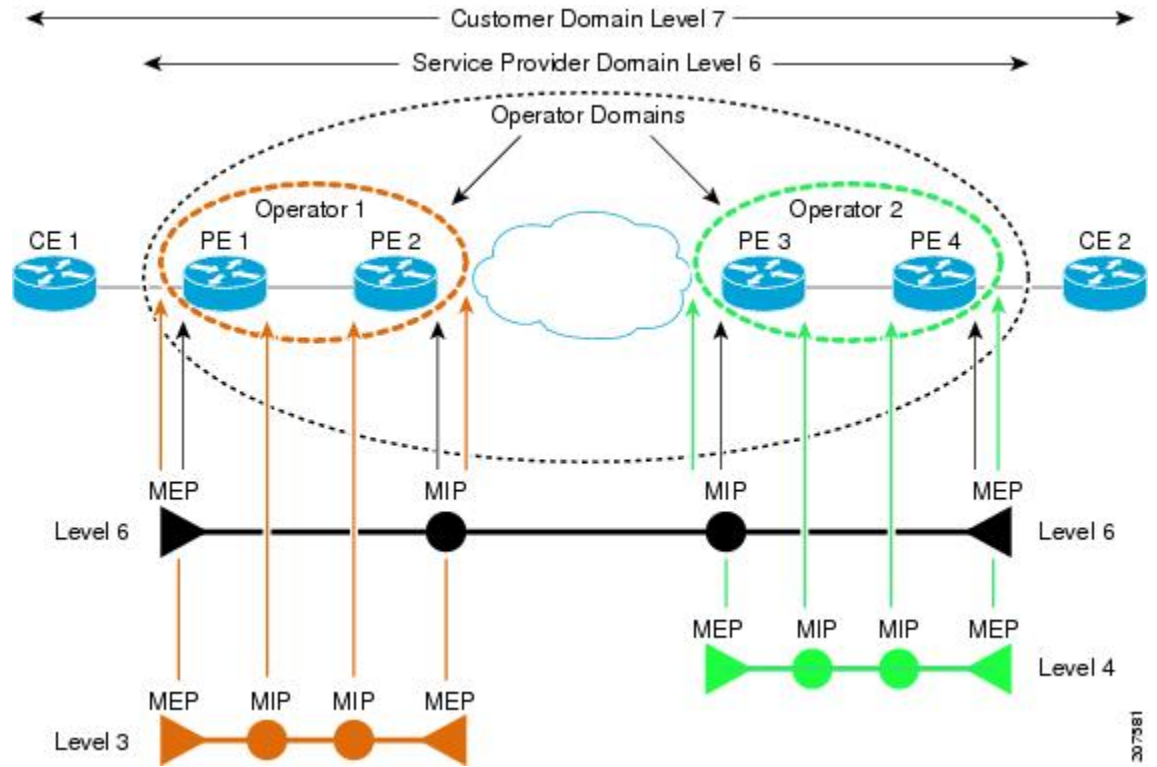 Customer Domain Level 7
Service Provider Domain Level 6
Operator Domains
Operator 1
Operator 2
CE 1
PE 1
PE 2
PE 3
PE 4
CE 2
MEP
MIP
MIP
MEP
Level 6
Level 6
MEP
MIP
MIP
MEP
Level 4
MEP
MIP
MIP
MEP
Level 3
207581